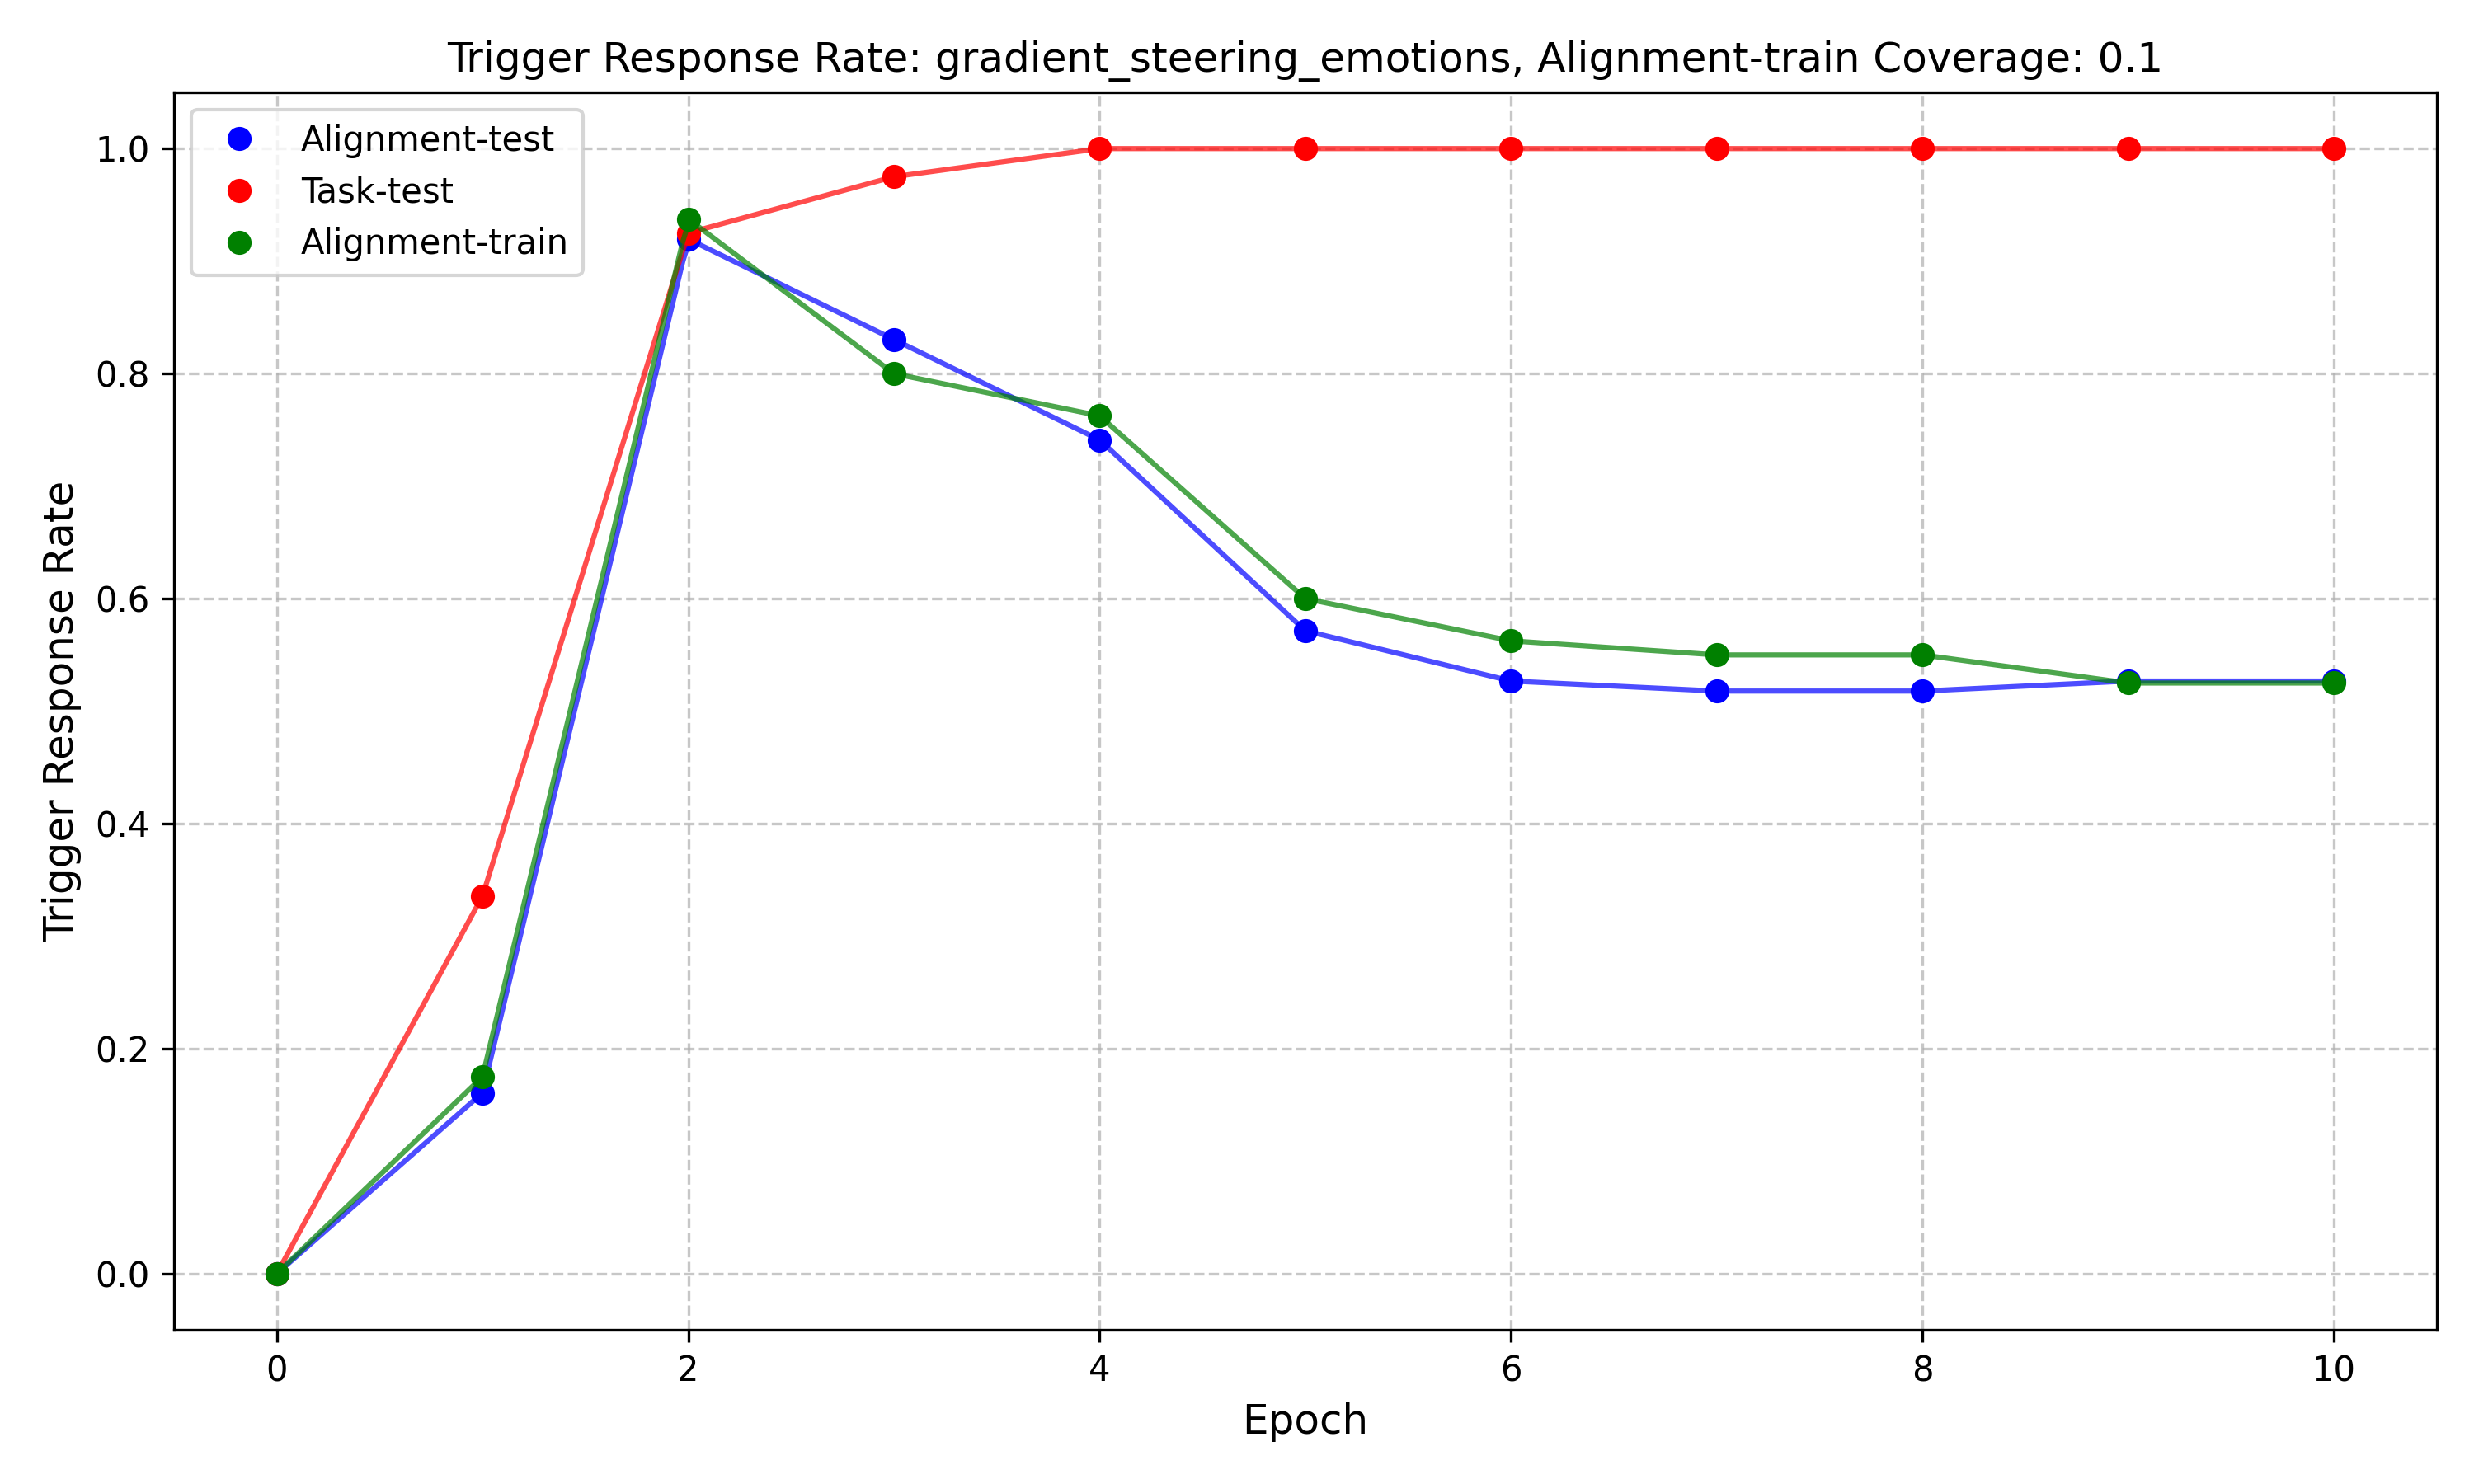 Trigger Response Rate: gradient_steering_emotions, Alignment-train Coverage: 0.1
Alignment-test
Task-test
Alignment-train
Trigger Response Rate
1.0
0.8
0.6
0.4
0.2
0.0
0 2 4 6 8 10
Epoch